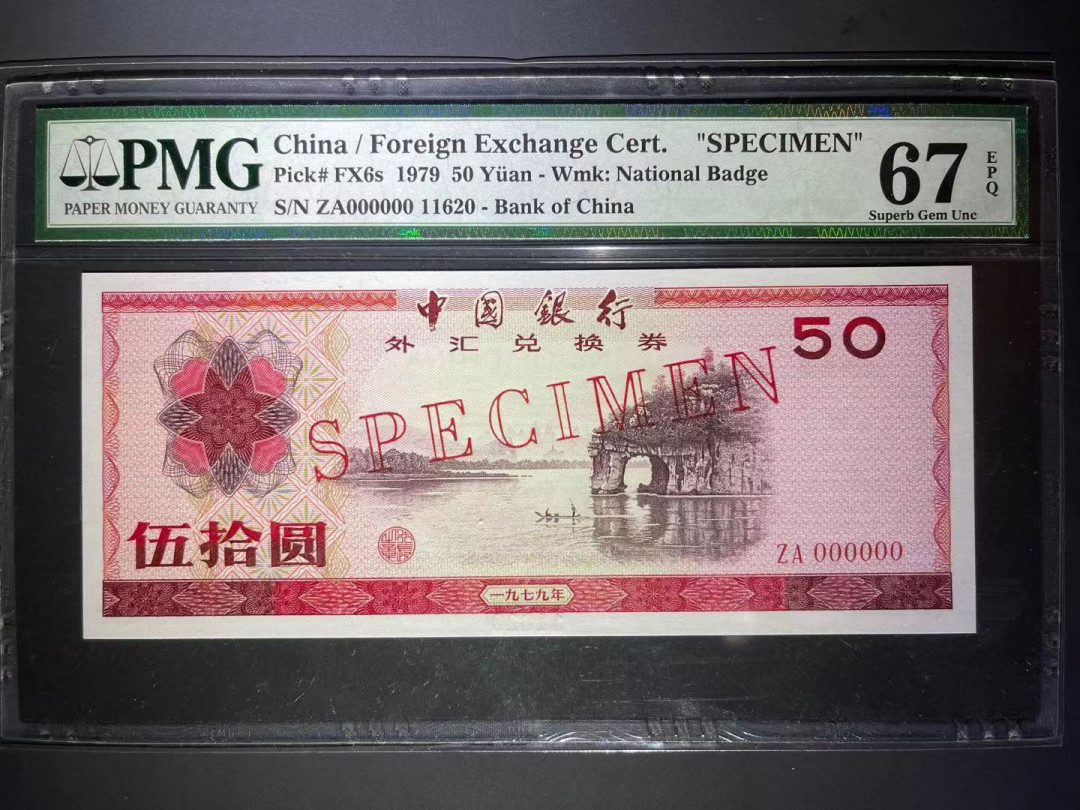 PMG
PAPER MONEY GUARANTY
China / Foreign Exchange Cert. "SPECIMEN"
Pick# FX6s 1979 50 Yüan - Wmk: National Badge
S/N ZA000000 11620 - Bank of China
67
EPQ
Superb Gem Unc
中国銀行
外汇兑换券
50
SPECIMEN
伍拾圆
ZA 000000
一九七九年